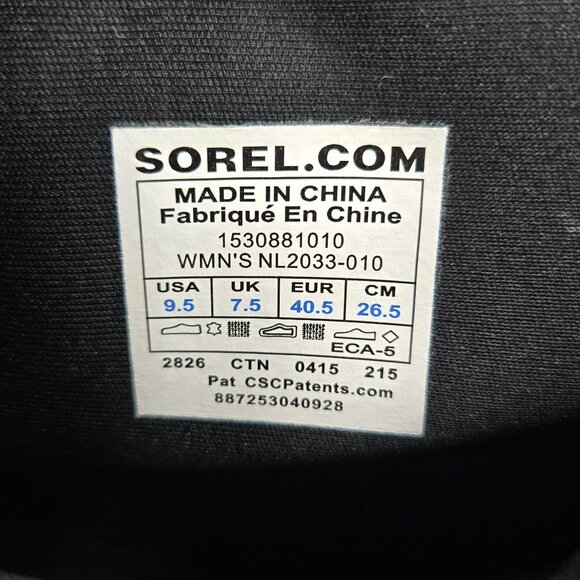 SOREL.COM
MADE IN CHINA
Fabriqué En Chine
1530881010
WMN'S NL2033-010
USA UK EUR CM
9.5 7.5 40.5 26.5
ECA-5
2826 CTN 0415 215
Pat CSCPatents.com
887253040928